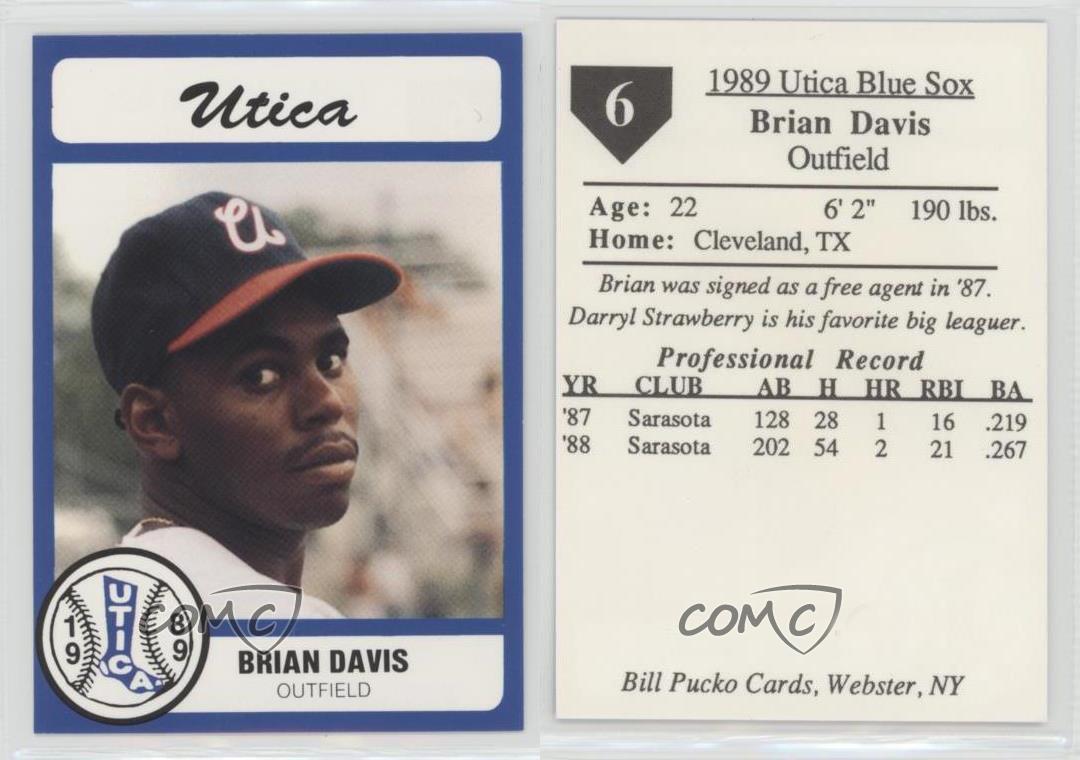 Utica
U
UTICA
19 89
COMC
BRIAN DAVIS
OUTFIELD
6
1989 Utica Blue Sox
Brian Davis
Outfield
Age: 22 6' 2" 190 lbs.
Home: Cleveland, TX
Brian was signed as a free agent in '87.
Darryl Strawberry is his favorite big leaguer.
Professional Record
YR CLUB AB H HR RBI BA
'87 Sarasota 128 28 1 16 .219
'88 Sarasota 202 54 2 21 .267
COMC
Bill Pucko Cards, Webster, NY